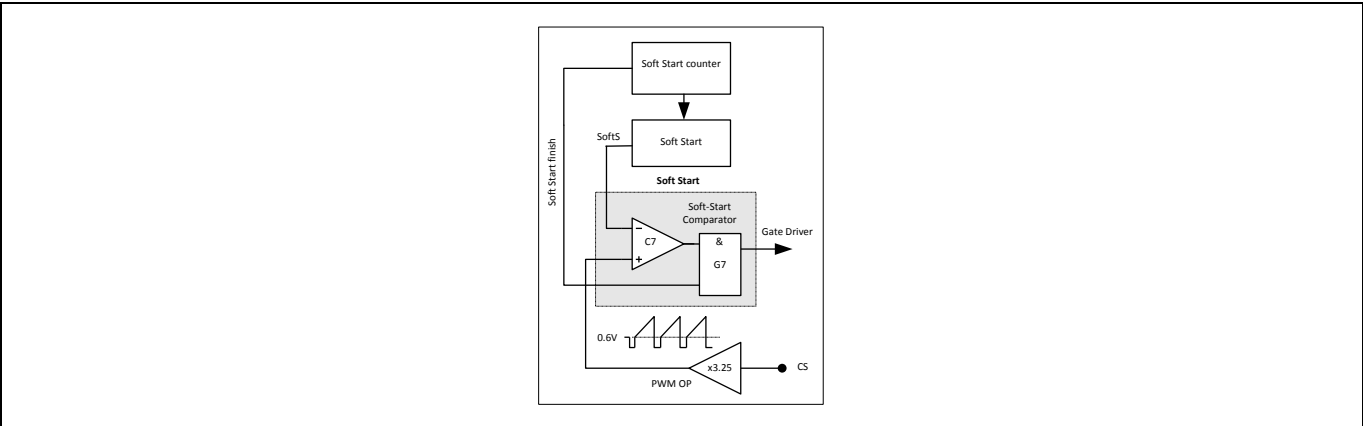 Soft Start counter
SoftS
Soft Start
Soft Start finish
Soft Start
Soft-Start
Comparator
Gate Driver
−
C7
+
&
G7
0.6V
x3.25
CS
PWM OP